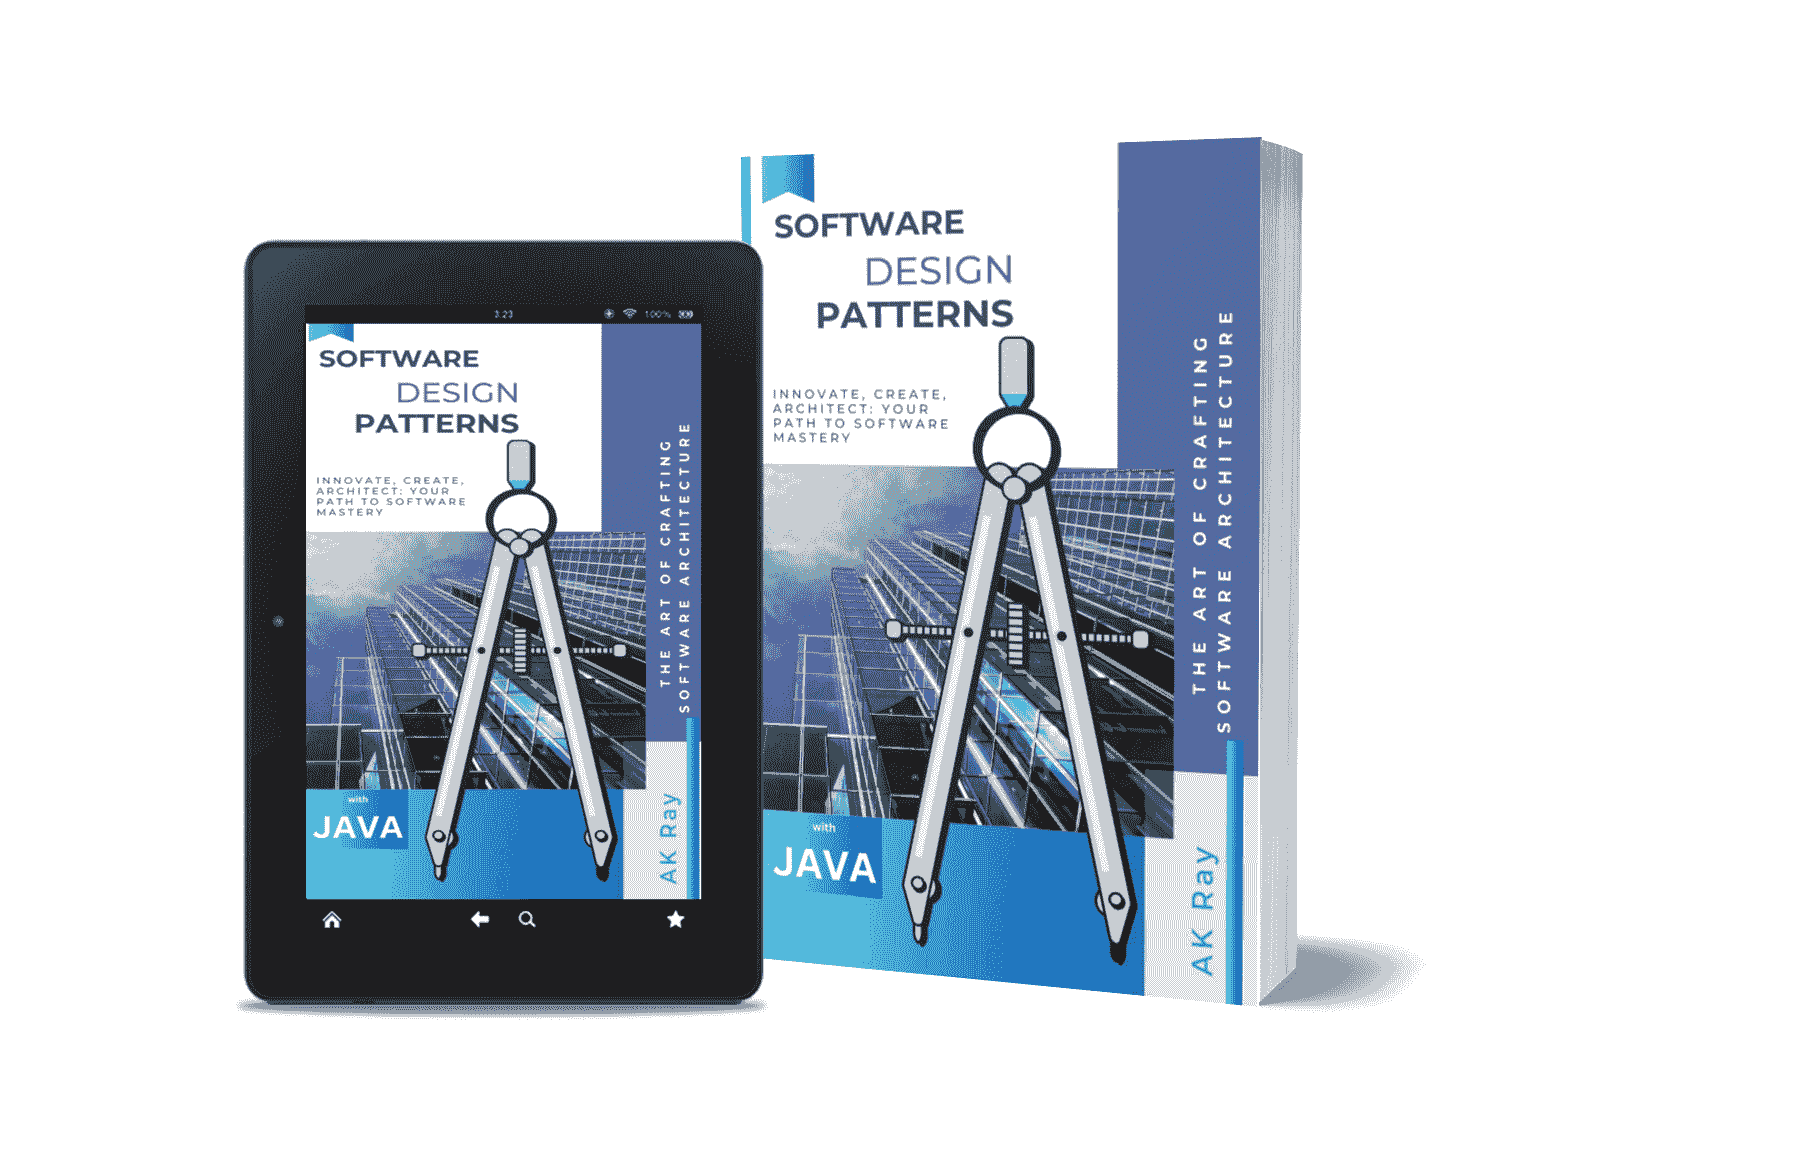 3:23
100%
SOFTWARE
DESIGN
PATTERNS
INNOVATE, CREATE,
ARCHITECT: YOUR
PATH TO SOFTWARE
MASTERY
THE ART OF CRAFTING
SOFTWARE ARCHITECTURE
with
JAVA
AK Ray
SOFTWARE
DESIGN
PATTERNS
INNOVATE, CREATE,
ARCHITECT: YOUR
PATH TO SOFTWARE
MASTERY
THE ART OF CRAFTING
SOFTWARE ARCHITECTURE
with
JAVA
AK Ray